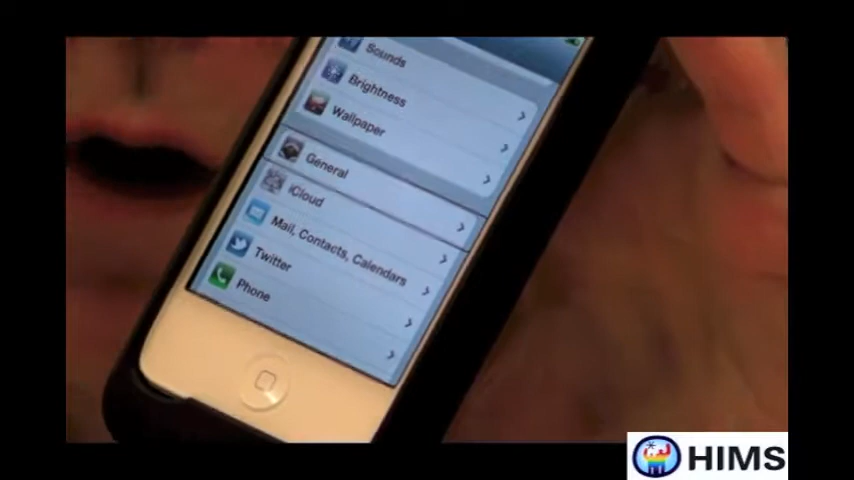 Sounds
Brightness
Wallpaper
General
iCloud
Mail, Contacts, Calendars
Twitter
Phone
HIMS